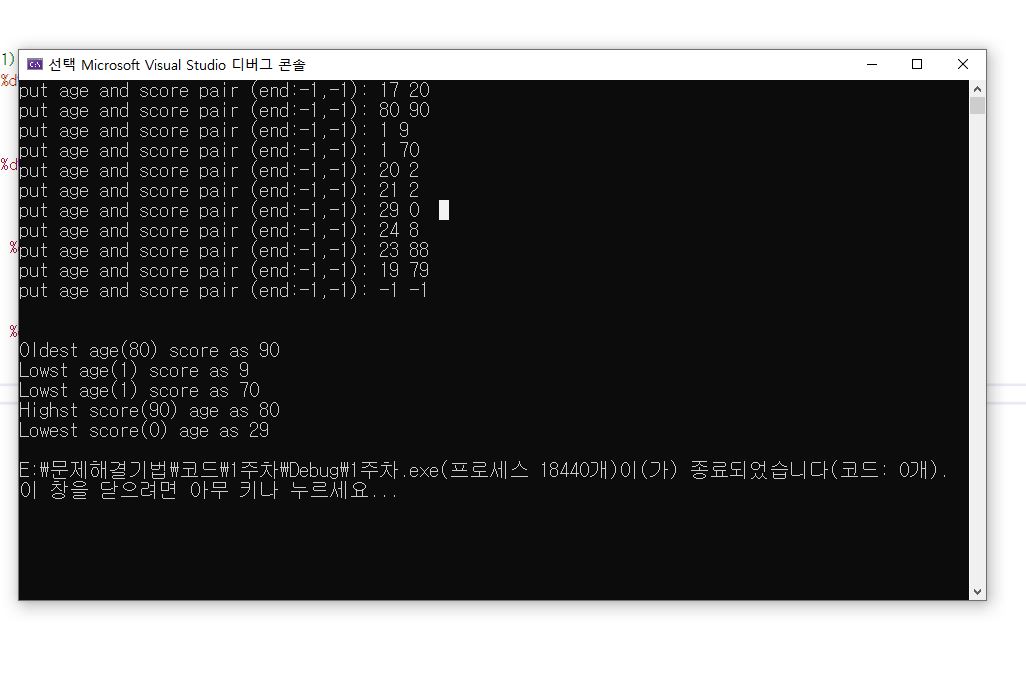 1)
선택 Microsoft Visual Studio 디버그 콘솔
%d
put age and score pair (end:-1,-1): 17 20
put age and score pair (end:-1,-1): 80 90
put age and score pair (end:-1,-1): 1 9
put age and score pair (end:-1,-1): 1 70
%d
put age and score pair (end:-1,-1): 20 2
put age and score pair (end:-1,-1): 21 2
put age and score pair (end:-1,-1): 29 0
put age and score pair (end:-1,-1): 24 8
%
put age and score pair (end:-1,-1): 23 88
put age and score pair (end:-1,-1): 19 79
put age and score pair (end:-1,-1): -1 -1
%
Oldest age(80) score as 90
Lowst age(1) score as 9
Lowst age(1) score as 70
Highst score(90) age as 80
Lowest score(0) age as 29
E:\문제해결기법\코드\1주차\Debug\1주차.exe(프로세스 18440개)이(가) 종료되었습니다(코드: 0개).
이 창을 닫으려면 아무 키나 누르세요...